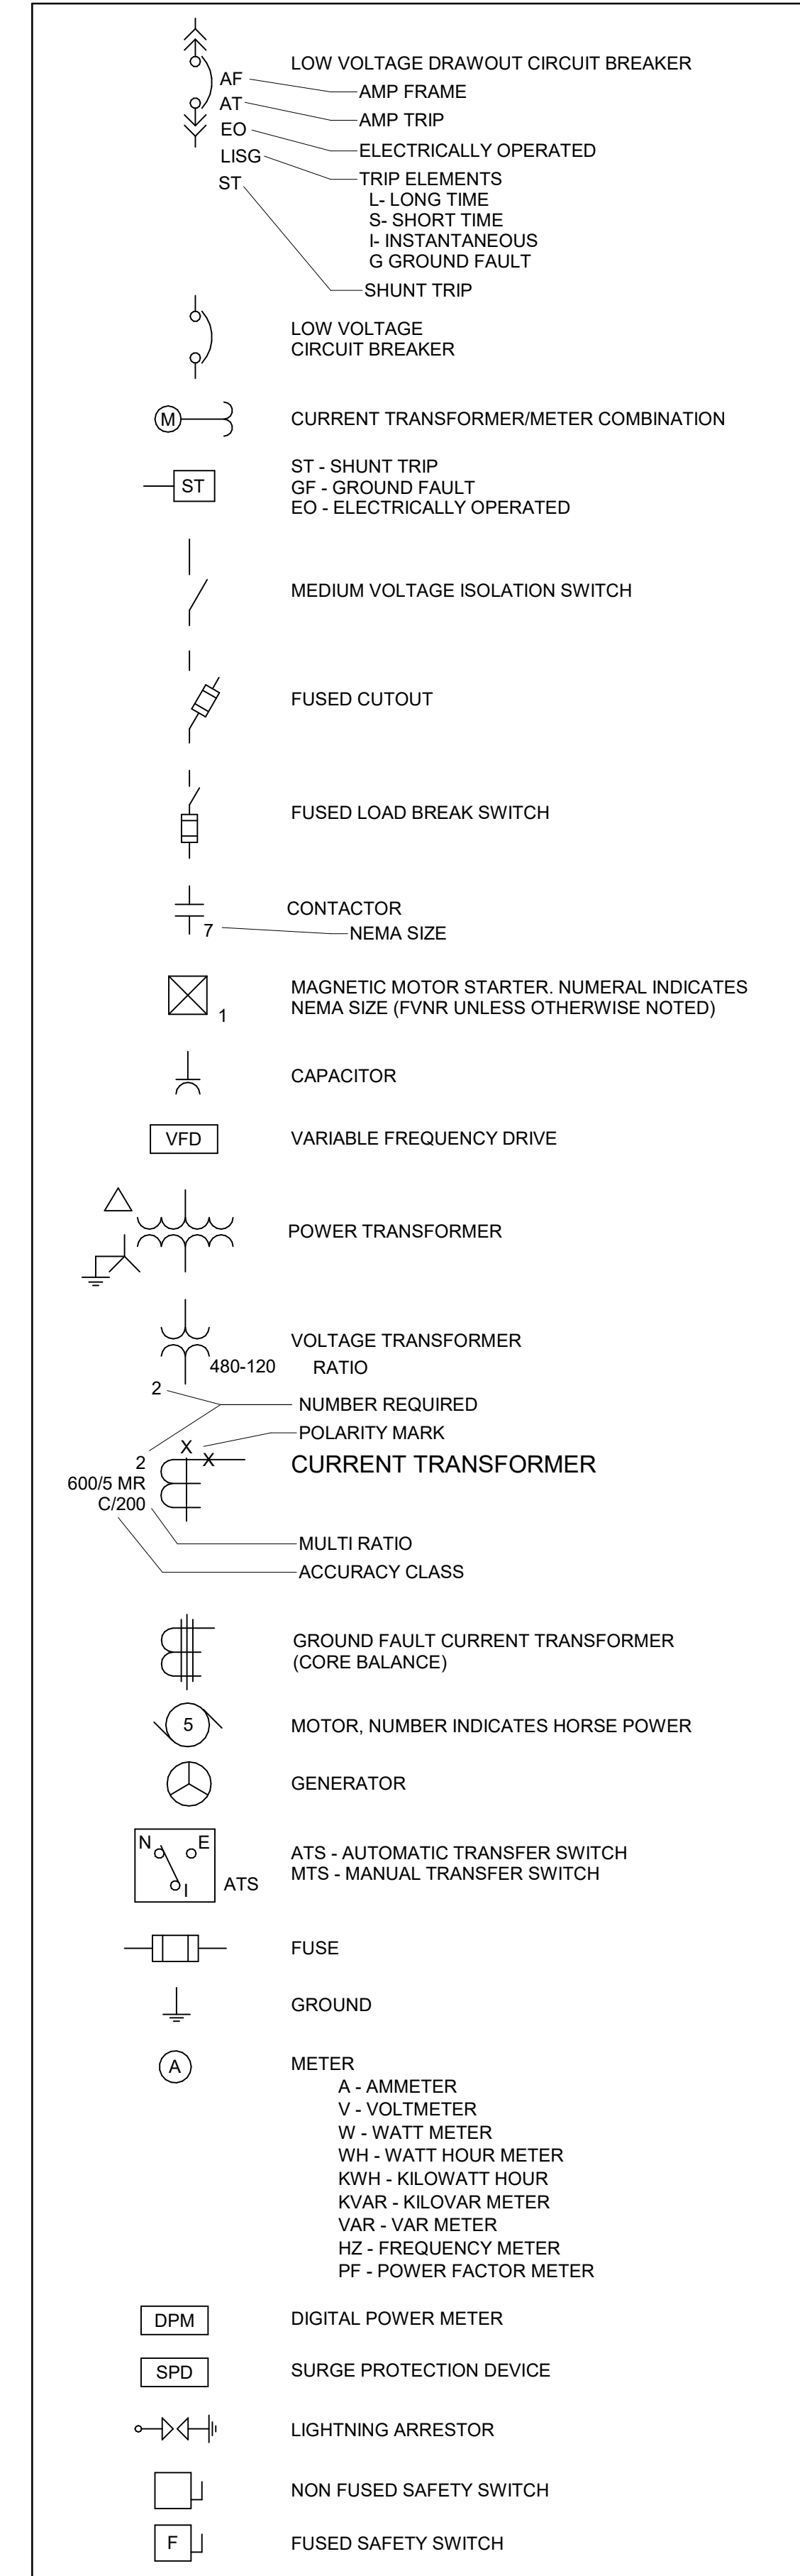 LOW VOLTAGE DRAWOUT CIRCUIT BREAKER
AF
AMP FRAME
AT
AMP TRIP
EO
ELECTRICALLY OPERATED
LISG
TRIP ELEMENTS
ST
L- LONG TIME
S- SHORT TIME
I- INSTANTANEOUS
G GROUND FAULT
SHUNT TRIP
LOW VOLTAGE
CIRCUIT BREAKER
M
CURRENT TRANSFORMER/METER COMBINATION
ST
ST - SHUNT TRIP
GF - GROUND FAULT
EO - ELECTRICALLY OPERATED
MEDIUM VOLTAGE ISOLATION SWITCH
FUSED CUTOUT
FUSED LOAD BREAK SWITCH
CONTACTOR
7
NEMA SIZE
MAGNETIC MOTOR STARTER. NUMERAL INDICATES
NEMA SIZE (FVNR UNLESS OTHERWISE NOTED)
1
CAPACITOR
VFD
VARIABLE FREQUENCY DRIVE
POWER TRANSFORMER
VOLTAGE TRANSFORMER
480-120
RATIO
2
NUMBER REQUIRED
POLARITY MARK
X
X
2
CURRENT TRANSFORMER
600/5 MR
C/200
MULTI RATIO
ACCURACY CLASS
GROUND FAULT CURRENT TRANSFORMER
(CORE BALANCE)
5
MOTOR, NUMBER INDICATES HORSE POWER
GENERATOR
N
E
I
ATS
ATS - AUTOMATIC TRANSFER SWITCH
MTS - MANUAL TRANSFER SWITCH
FUSE
GROUND
A
METER
A - AMMETER
V - VOLTMETER
W - WATT METER
WH - WATT HOUR METER
KWH - KILOWATT HOUR
KVAR - KILOVAR METER
VAR - VAR METER
HZ - FREQUENCY METER
PF - POWER FACTOR METER
DPM
DIGITAL POWER METER
SPD
SURGE PROTECTION DEVICE
LIGHTNING ARRESTOR
NON FUSED SAFETY SWITCH
F
FUSED SAFETY SWITCH